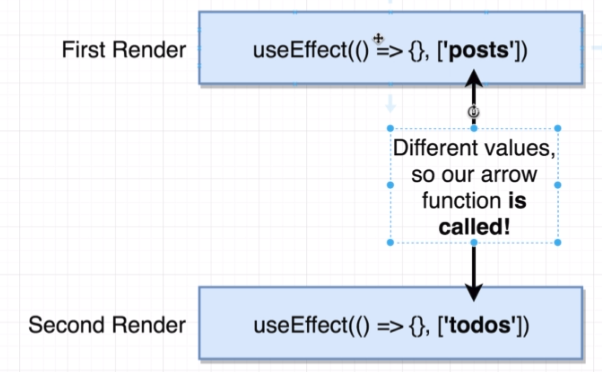 First Render
useEffect(() => {}, ['posts'])
Different values,
so our arrow
function is
called!
Second Render
useEffect(() => {}, ['todos'])